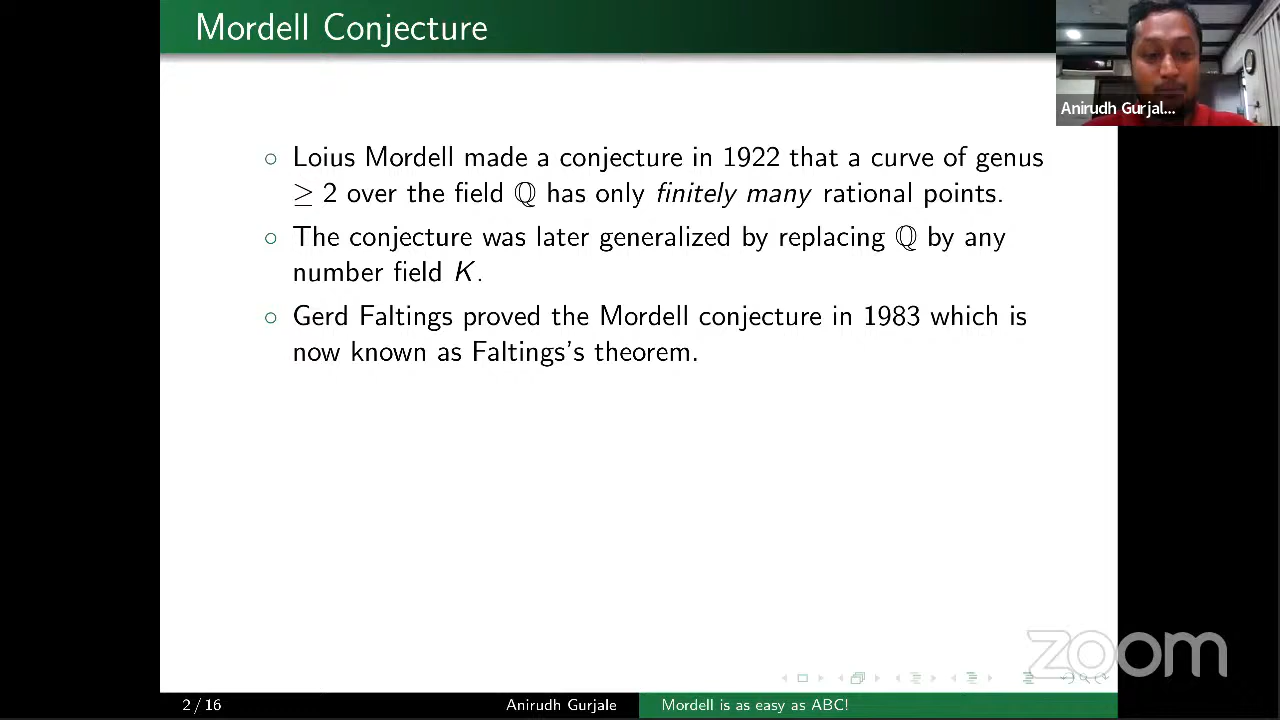 Mordell Conjecture
Anirudh Gurjal...
◦ Loius Mordell made a conjecture in 1922 that a curve of genus
≥ 2 over the field ℚ has only finitely many rational points.
◦ The conjecture was later generalized by replacing ℚ by any
number field K.
◦ Gerd Faltings proved the Mordell conjecture in 1983 which is
now known as Faltings's theorem.
zoom
2 / 16 Anirudh Gurjale Mordell is as easy as ABC!